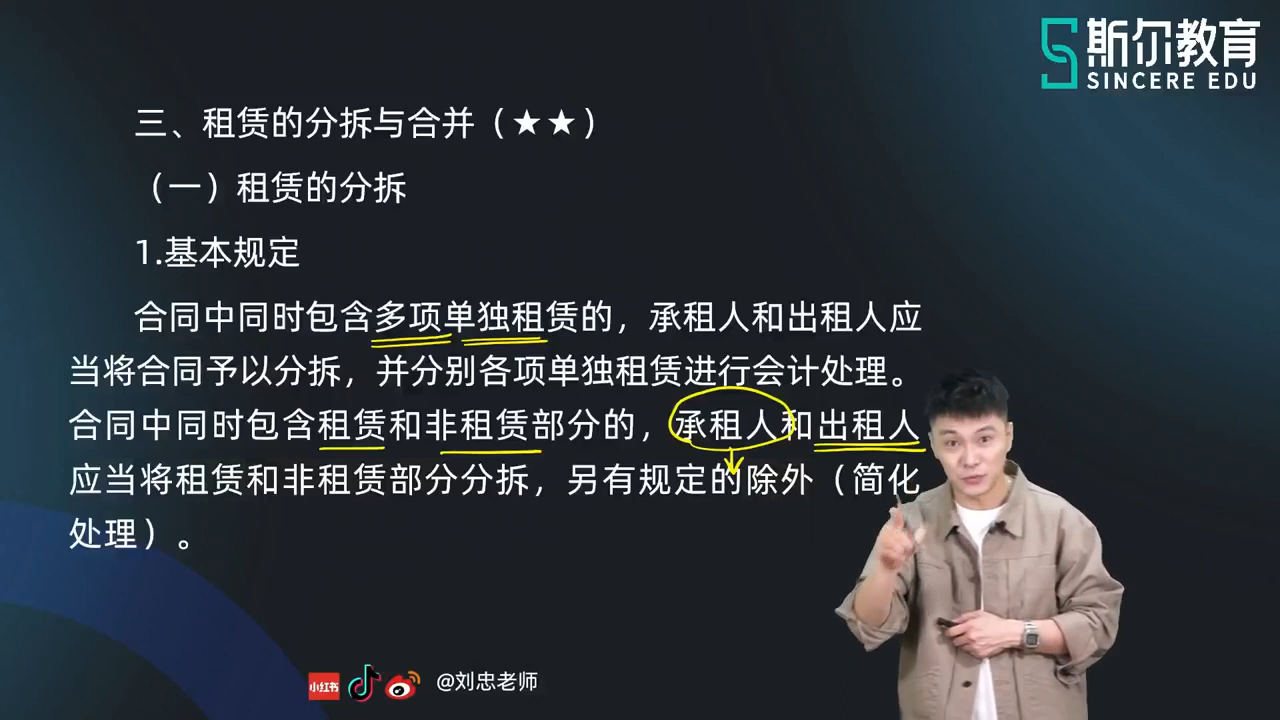 斯尔教育
SINCERE EDU
三、租赁的分拆与合并（★★）
（一）租赁的分拆
1.基本规定
合同中同时包含多项单独租赁的，承租人和出租人应
当将合同予以分拆，并分别各项单独租赁进行会计处理。
合同中同时包含租赁和非租赁部分的，承租人和出租人
应当将租赁和非租赁部分分拆，另有规定的除外（简化
处理）。
小红书
@刘忠老师